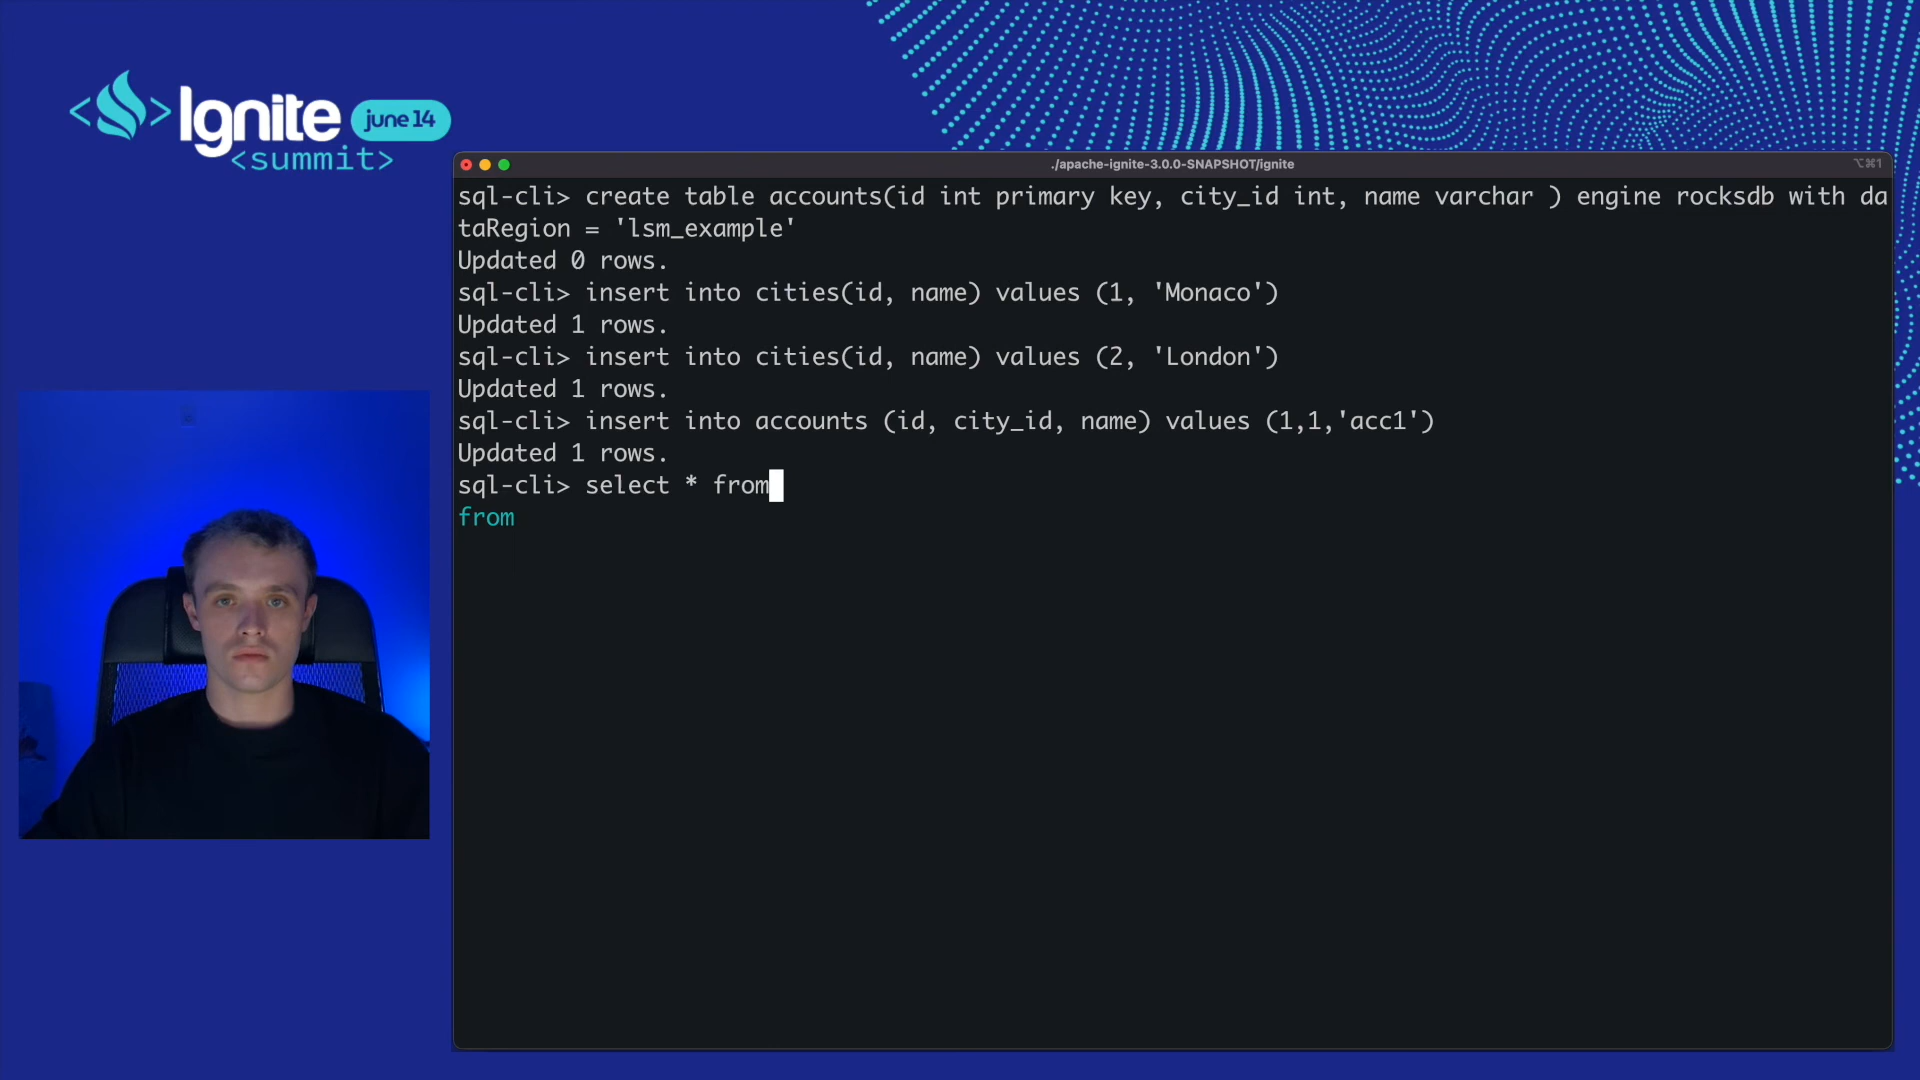 <Ignite june 14
<summit>
./apache-ignite-3.0.0-SNAPSHOT/ignite
⌥⌘1
sql-cli> create table accounts(id int primary key, city_id int, name varchar ) engine rocksdb with da
taRegion = 'lsm_example'
Updated 0 rows.
sql-cli> insert into cities(id, name) values (1, 'Monaco')
Updated 1 rows.
sql-cli> insert into cities(id, name) values (2, 'London')
Updated 1 rows.
sql-cli> insert into accounts (id, city_id, name) values (1,1,'acc1')
Updated 1 rows.
sql-cli> select * from
from